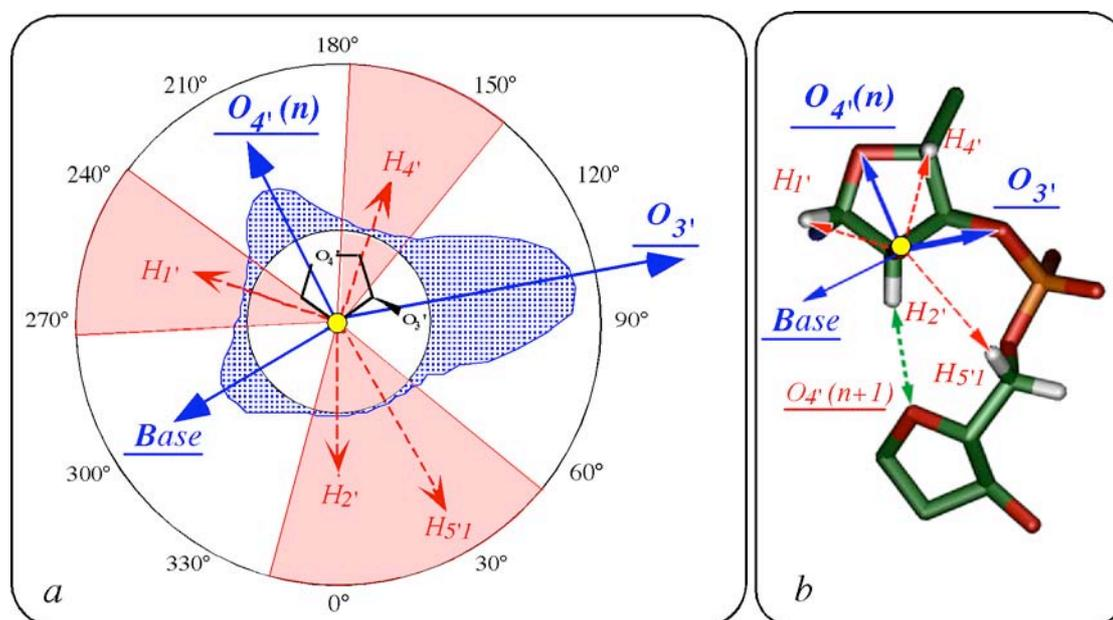 180°
210°
150°
O4' (n)
240°
H4'
120°
O3'
H1'
O4'
O3'
270°
90°
Base
H2'
H5'1
300°
60°
330°
30°
0°
a
O4' (n)
H4'
H1'
O3'
H2'
Base
H5'1
O4' (n+1)
b